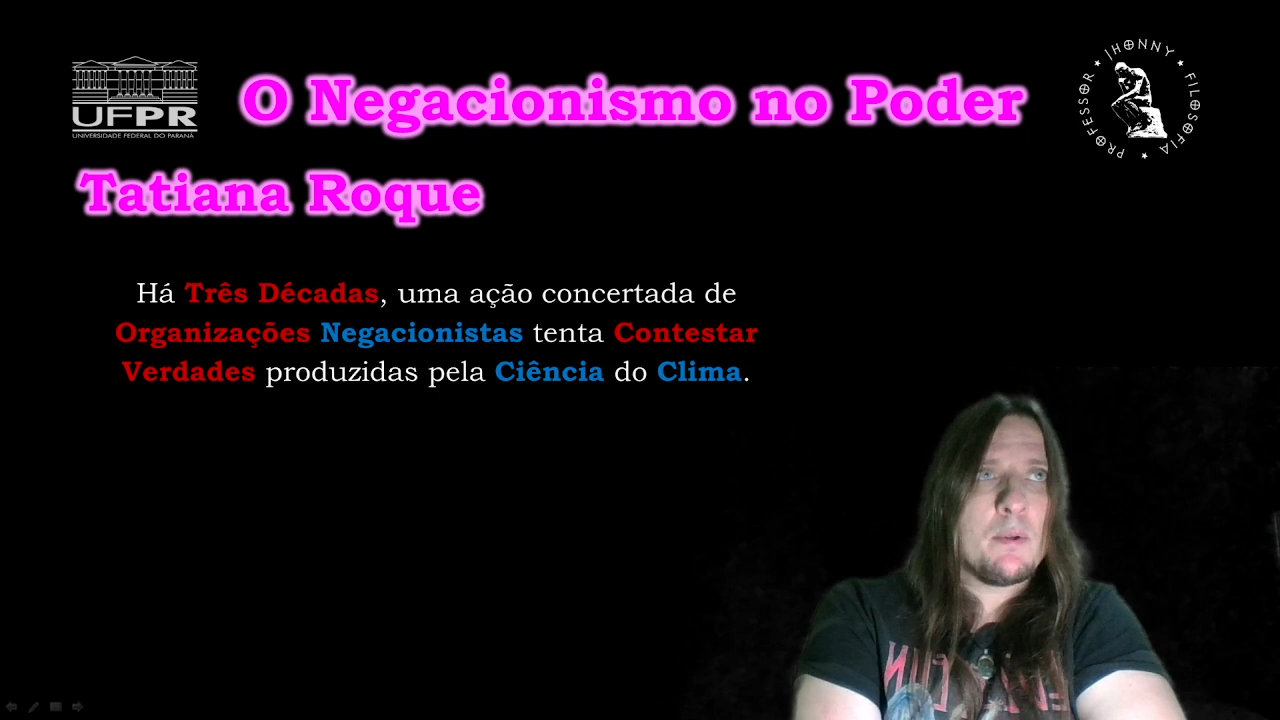 UFPR
UNIVERSIDADE FEDERAL DO PARANÁ
O Negacionismo no Poder
PROFESSOR ★ JHONNY ★ FILOSOFIA ★
Tatiana Roque
Há Três Décadas, uma ação concertada de
Organizações Negacionistas tenta Contestar
Verdades produzidas pela Ciência do Clima.